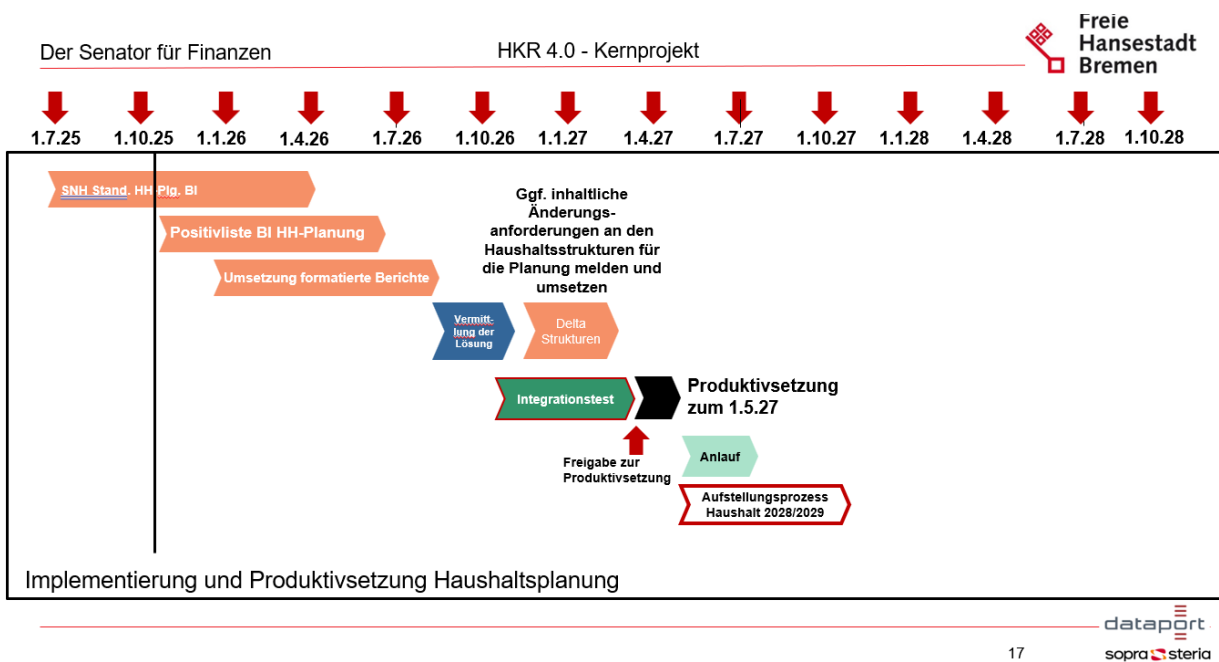 Der Senator für Finanzen
HKR 4.0 - Kernprojekt
Freie
Hansestadt
Bremen
1.7.25 1.10.25 1.1.26 1.4.26 1.7.26 1.10.26 1.1.27 1.4.27 1.7.27 1.10.27 1.1.28 1.4.28 1.7.28 1.10.28
SNH Stand. HH-Plg. BI
Positivliste BI HH-Planung
Umsetzung formatierte Berichte
Ggf. inhaltliche
Änderungs-
anforderungen an den
Haushaltsstrukturen für
die Planung melden und
umsetzen
Vermitt-
lung der
Lösung
Delta
Strukturen
Integrationstest
Produktivsetzung
zum 1.5.27
Freigabe zur
Produktivsetzung
Anlauf
Aufstellungsprozess
Haushalt 2028/2029
Implementierung und Produktivsetzung Haushaltsplanung
dataport
17
sopra steria